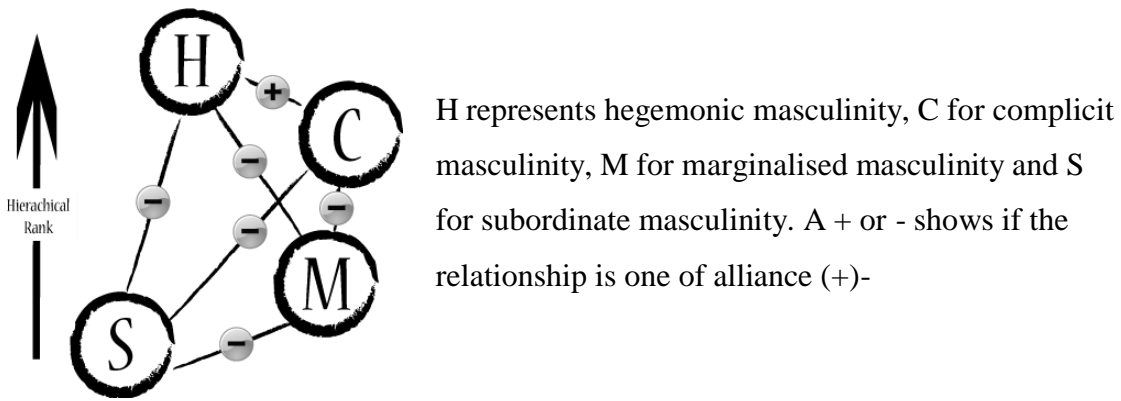 H
+
C
H represents hegemonic masculinity, C for complicit
masculinity, M for marginalised masculinity and S
for subordinate masculinity. A + or - shows if the
relationship is one of alliance (+)-
-
-
-
-
Hierachical
Rank
M
S
-